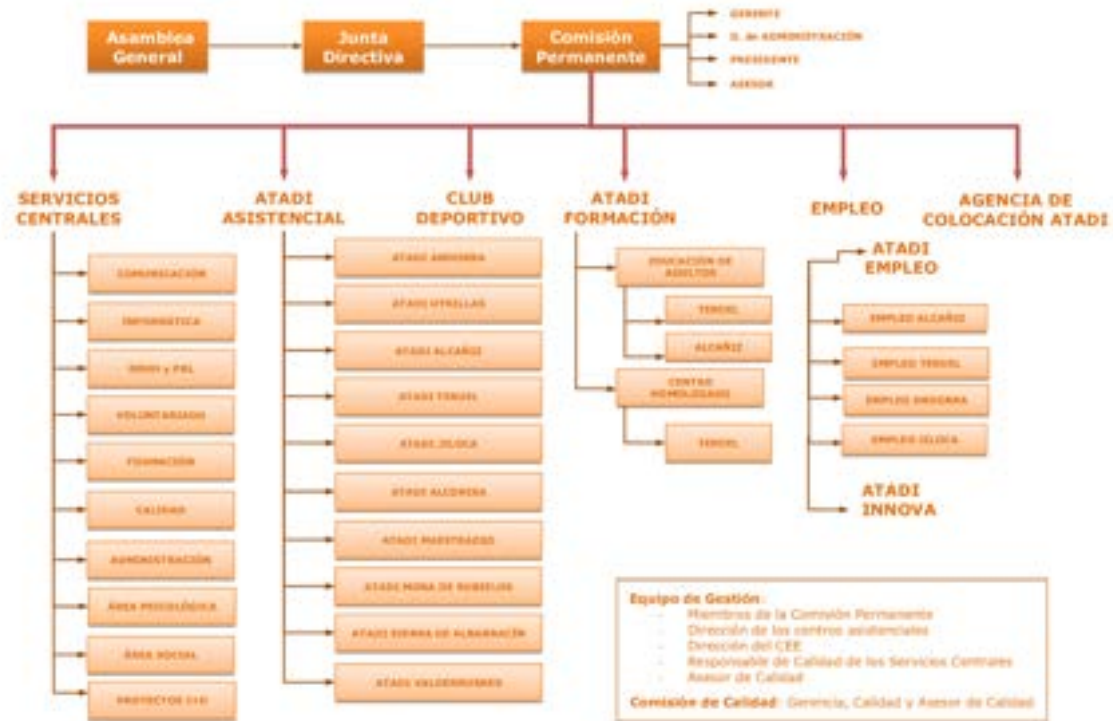 Asamblea
General
Junta
Directiva
Comisión
Permanente
GERENTE
D. de ADMINISTRACIÓN
PRESIDENTE
ASESOR
SERVICIOS
CENTRALES
ATADI
ASISTENCIAL
CLUB
DEPORTIVO
ATADI
FORMACIÓN
EMPLEO
AGENCIA DE
COLOCACIÓN ATADI
COMUNICACIÓN
INFORMÁTICA
RRHH y PRL
VOLUNTARIADO
FORMACIÓN
CALIDAD
ADMINISTRACIÓN
ÁREA PSICOLÓGICA
ÁREA SOCIAL
PROYECTOS I+D
ATADI ANDORRA
ATADI UTRILLAS
ATADI ALCAÑIZ
ATADI TERUEL
ATADI JILOCA
ATADI ALCORISA
ATADI MAESTRAZGO
ATADI MORA DE RUBIELOS
ATADI SIERRA DE ALBARRACÍN
ATADI VALDERROBRES
EDUCACIÓN DE
ADULTOS
TERUEL
ALCAÑIZ
CENTRO
HOMOLOGADO
TERUEL
ATADI
EMPLEO
EMPLEO ALCAÑIZ
EMPLEO TERUEL
EMPLEO ANDORRA
EMPLEO JILOCA
ATADI
INNOVA
Equipo de Gestión:
- Miembros de la Comisión Permanente
- Dirección de los centros asistenciales
- Dirección del CEE
- Responsable de Calidad de los Servicios Centrales
- Asesor de Calidad
Comisión de Calidad: Gerencia, Calidad y Asesor de Calidad